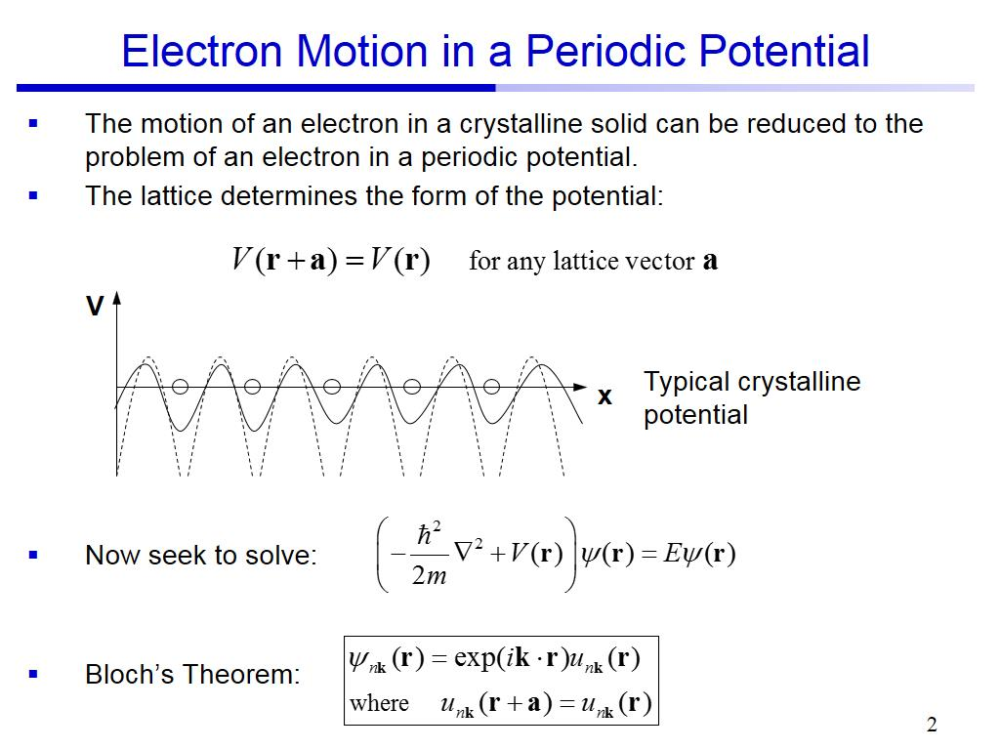 Electron Motion in a Periodic Potential
▪ The motion of an electron in a crystalline solid can be reduced to the
problem of an electron in a periodic potential.
▪ The lattice determines the form of the potential:
V(r + a) = V(r) for any lattice vector a
V
x
Typical crystalline
potential
▪ Now seek to solve: (−ħ²/2m ∇² + V(r))ψ(r) = Eψ(r)
▪ Bloch's Theorem: ψₙₖ(r) = exp(ik · r)uₙₖ(r)
where uₙₖ(r + a) = uₙₖ(r)
2